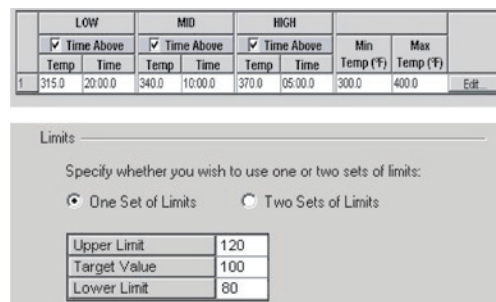 LOW MID HIGH
Time Above Time Above Time Above Min Max
Temp Time Temp Time Temp Time Temp (°F) Temp (°F)
1 315.0 20:00.0 340.0 10:00.0 370.0 05:00.0 300.0 400.0 Edit...
Limits
Specify whether you wish to use one or two sets of limits:
One Set of Limits Two Sets of Limits
Upper Limit 120
Target Value 100
Lower Limit 80